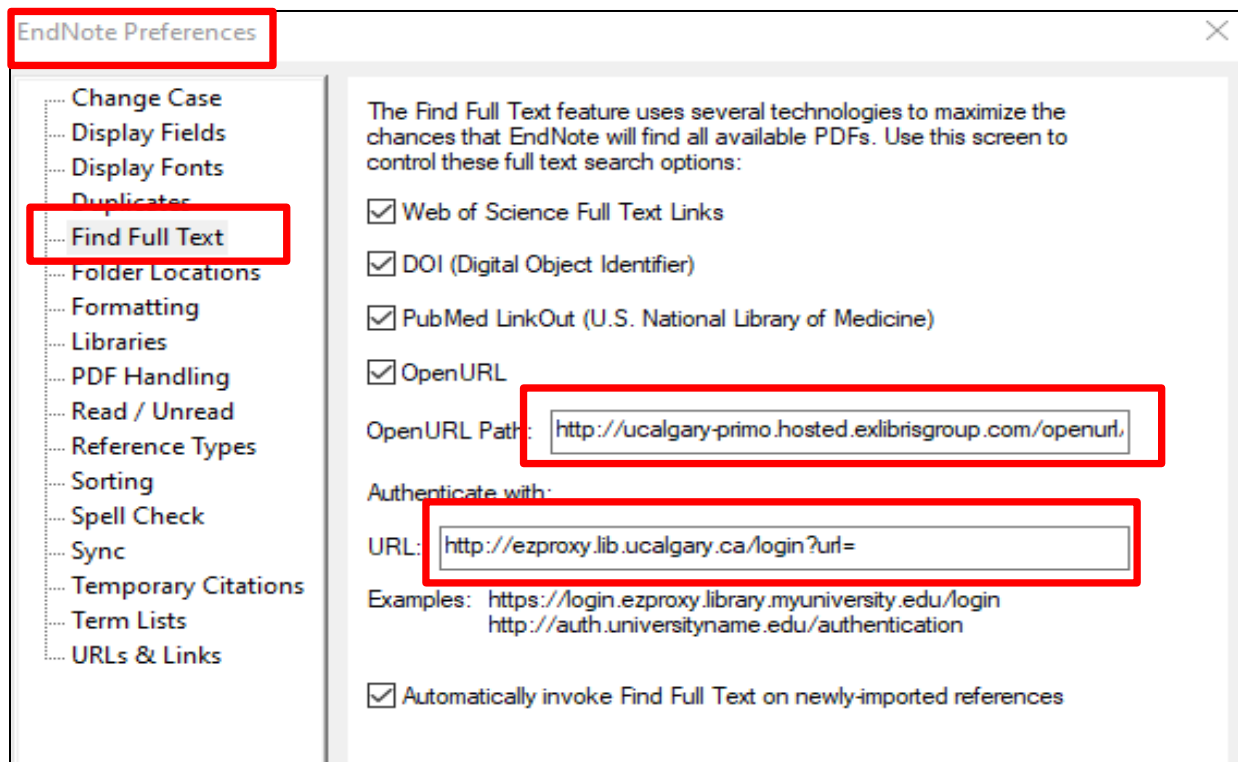 EndNote Preferences
Change Case
Display Fields
Display Fonts
Duplicates
Find Full Text
Folder Locations
Formatting
Libraries
PDF Handling
Read / Unread
Reference Types
Sorting
Spell Check
Sync
Temporary Citations
Term Lists
URLs & Links
The Find Full Text feature uses several technologies to maximize the
chances that EndNote will find all available PDFs. Use this screen to
control these full text search options:
Web of Science Full Text Links
DOI (Digital Object Identifier)
PubMed LinkOut (U.S. National Library of Medicine)
OpenURL
OpenURL Path: http://ucalgary-primo.hosted.exlibrisgroup.com/openurl/
Authenticate with:
URL: http://ezproxy.lib.ucalgary.ca/login?url=
Examples: https://login.ezproxy.library.myuniversity.edu/login
http://auth.universityname.edu/authentication
Automatically invoke Find Full Text on newly-imported references